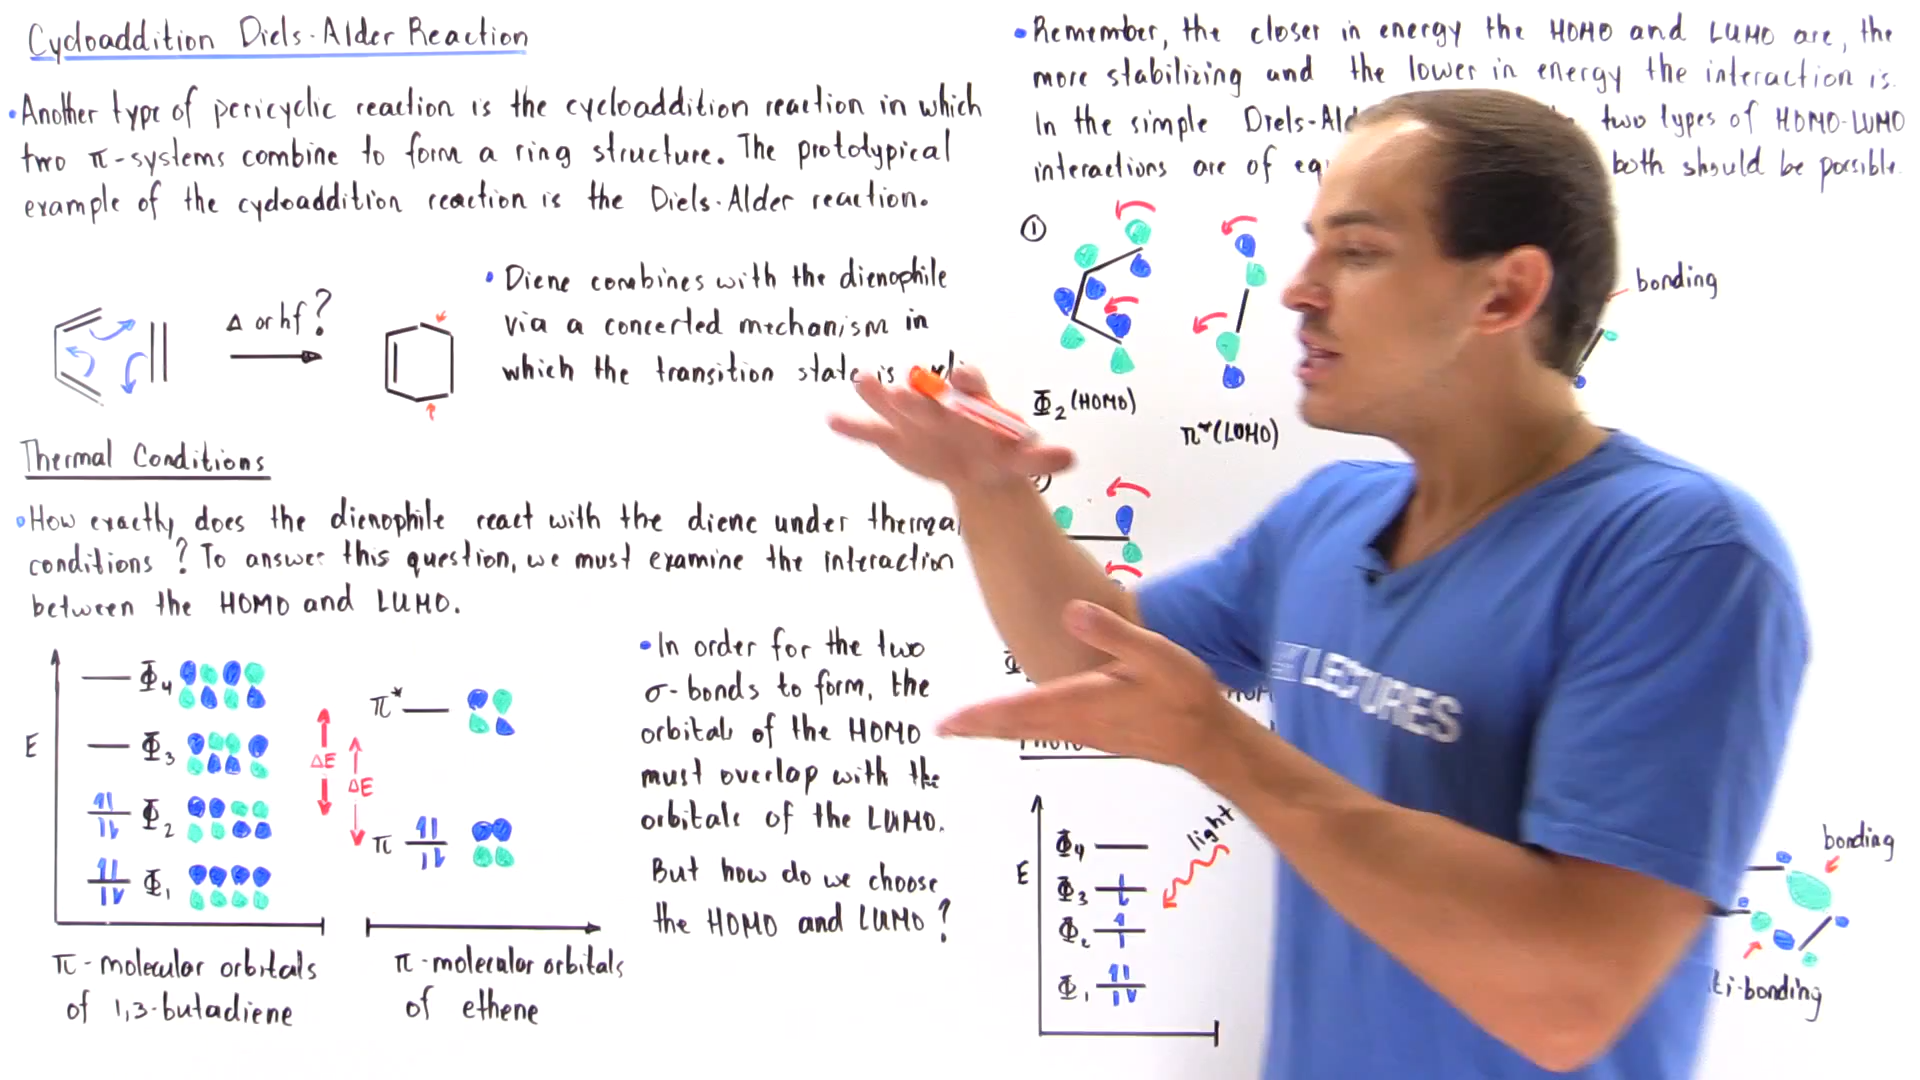 Cycloaddition Diels-Alder Reaction
• Another type of pericyclic reaction is the cycloaddition reaction in which
two π-systems combine to form a ring structure. The prototypical
example of the cycloaddition reaction is the Diels-Alder reaction.
Δ or hf?
• Diene combines with the dienophile
via a concerted mechanism in
which the transition state is
Thermal Conditions
• How exactly does the dienophile react with the diene under thermal
conditions? To answer this question, we must examine the interaction
between the HOMO and LUMO.
E
Φ4
Φ3
Φ2
Φ1
ΔE
ΔE
π*
π
π-molecular orbitals
of 1,3-butadiene
π-molecular orbitals
of ethene
• In order for the two
σ-bonds to form, the
orbitals of the HOMO
must overlap with the
orbitals of the LUMO.
But how do we choose
the HOMO and LUMO?
• Remember, the closer in energy the HOMO and LUMO are, the
more stabilizing and the lower in energy the interaction is.
In the simple Diels-Ald two types of HOMO-LUMO
interactions are of eq both should be possible.
①
Φ2 (HOMO)
π* (LUMO)
bonding
LECTURES
E
Φ4
Φ3
Φ2
Φ1
light
bonding
ti-bonding